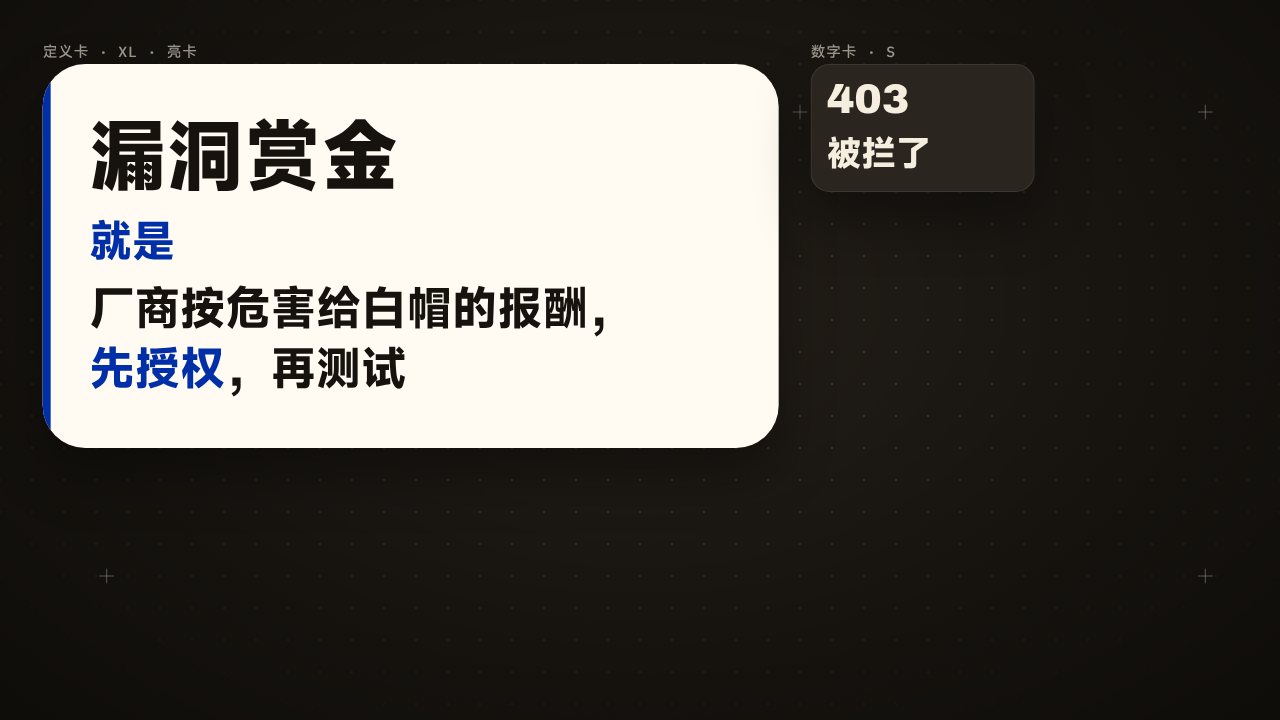 定义卡 · XL · 亮卡
漏洞赏金
就是
厂商按危害给白帽的报酬，
先授权，再测试
数字卡 · S
403
被拦了